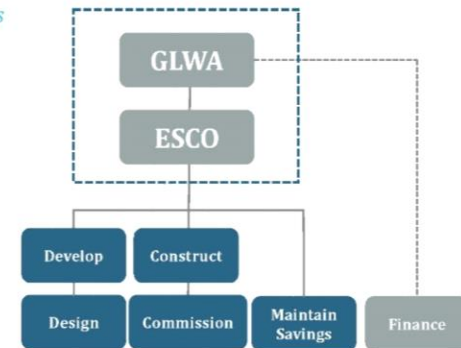 s
GLWA
ESCO
Develop
Construct
Design
Commission
Maintain
Savings
Finance